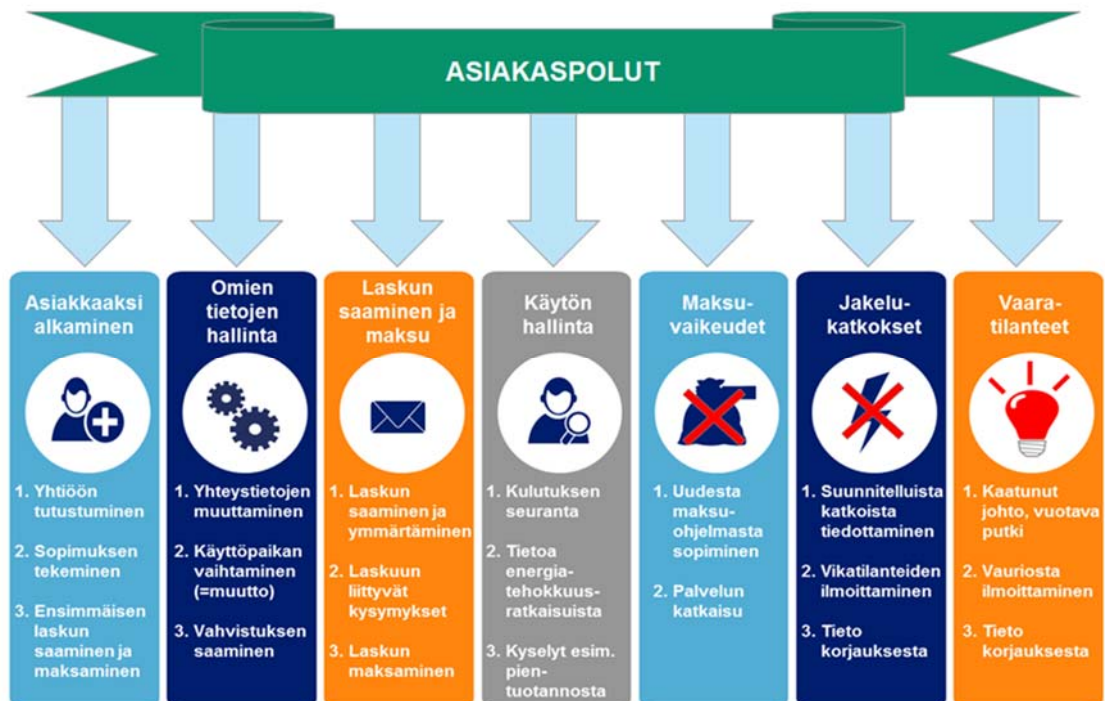 ASIAKASPOLUT
Asiakkaaksi
alkaminen
1. Yhtiöön
tutustuminen
2. Sopimuksen
tekeminen
3. Ensimmäisen
laskun
saaminen ja
maksaminen
Omien
tietojen
hallinta
1. Yhteystietojen
muuttaminen
2. Käyttöpaikan
vaihtaminen
(=muutto)
3. Vahvistuksen
saaminen
Laskun
saaminen ja
maksu
1. Laskun
saaminen ja
ymmärtäminen
2. Laskuun
liittyvät
kysymykset
3. Laskun
maksaminen
Käytön
hallinta
1. Kulutuksen
seuranta
2. Tietoa
energia-
tehokkuus-
ratkaisuista
3. Kyselyt esim.
pien-
tuotannosta
Maksu-
vaikeudet
1. Uudesta
maksu-
ohjelmasta
sopiminen
2. Palvelun
katkaisu
Jakelu-
katkokset
1. Suunnitelluista
katkoista
tiedottaminen
2. Vikatilanteiden
ilmoittaminen
3. Tieto
korjauksesta
Vaara-
tilanteet
1. Kaatunut
johto, vuotava
putki
2. Vauriosta
ilmoittaminen
3. Tieto
korjauksesta